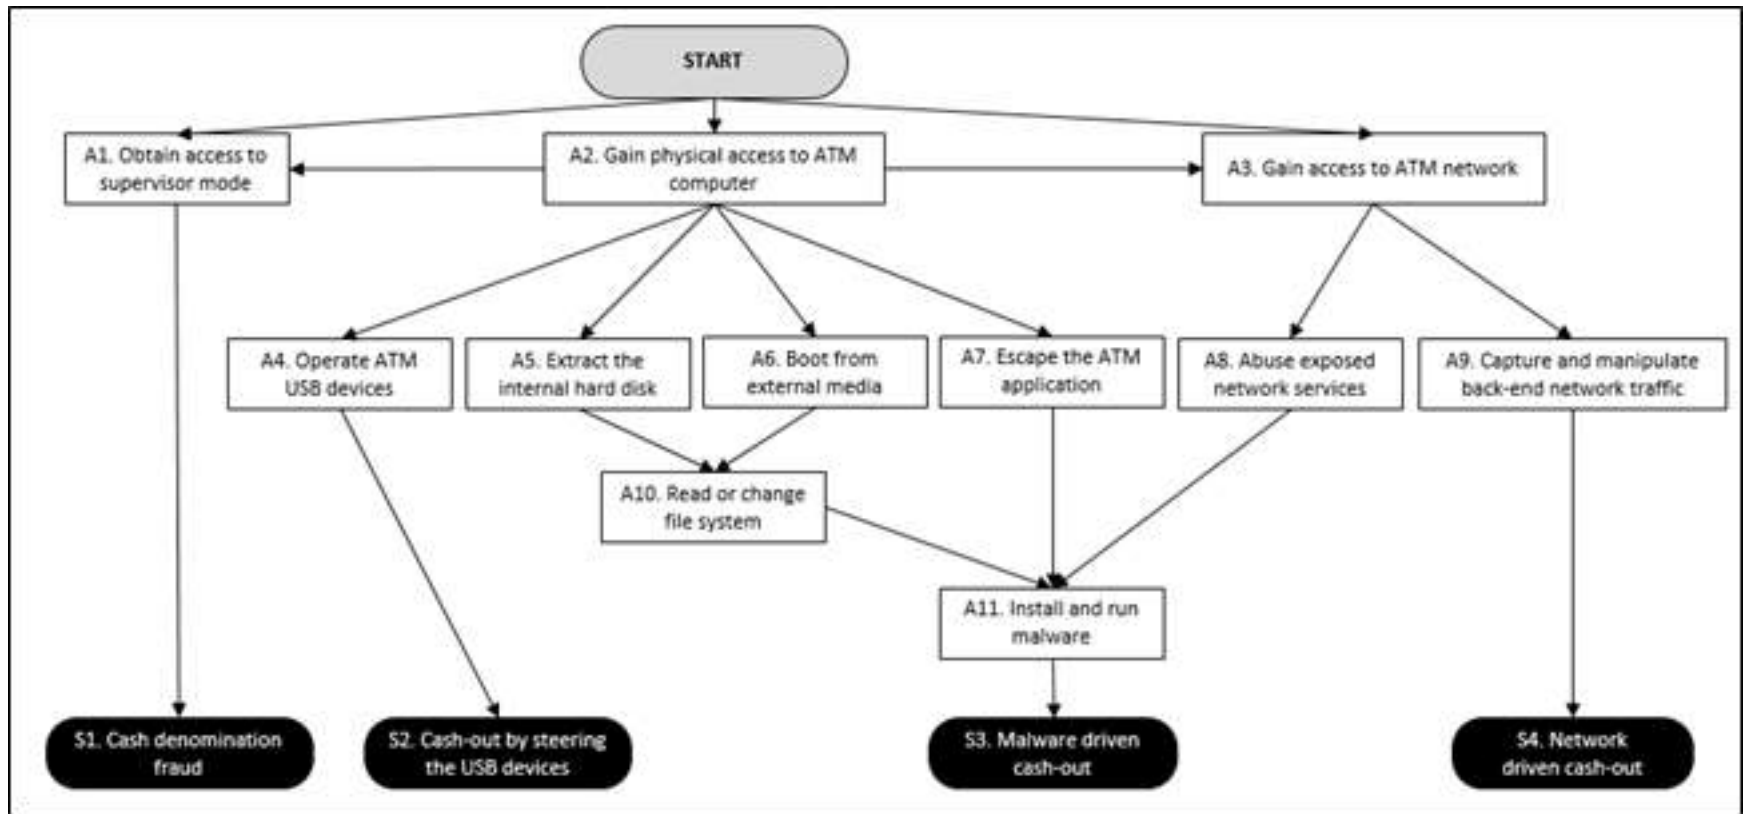 START
A1. Obtain access to
supervisor mode
A2. Gain physical access to ATM
computer
A3. Gain access to ATM network
A4. Operate ATM
USB devices
A5. Extract the
internal hard disk
A6. Boot from
external media
A7. Escape the ATM
application
A8. Abuse exposed
network services
A9. Capture and manipulate
back-end network traffic
A10. Read or change
file system
A11. Install and run
malware
S1. Cash denomination
fraud
S2. Cash-out by steering
the USB devices
S3. Malware driven
cash-out
S4. Network
driven cash-out